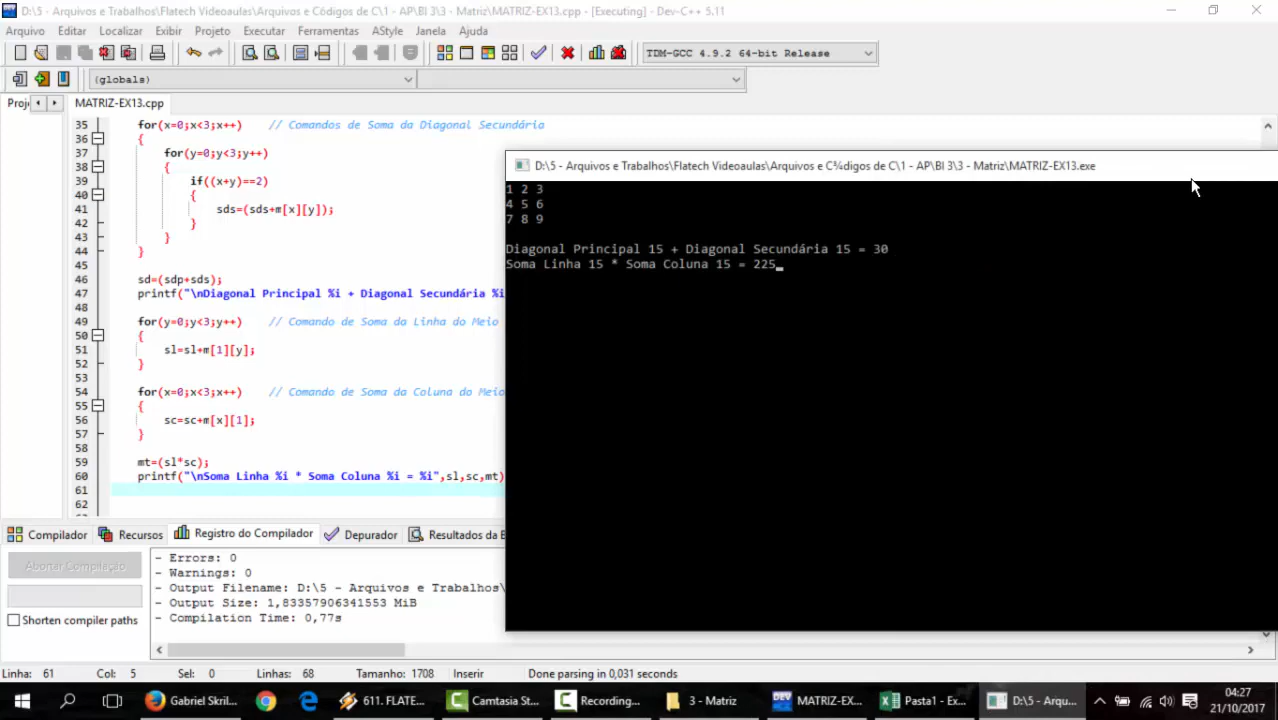 D:\5 - Arquivos e Trabalhos\Flatech Videoaulas\Arquivos e Códigos de C\1 - AP\BI 3\3 - Matriz\MATRIZ-EX13.cpp - [Executing] - Dev-C++ 5.11
Arquivo Editar Localizar Exibir Projeto Executar Ferramentas AStyle Janela Ajuda
TDM-GCC 4.9.2 64-bit Release
(globals)
Proje MATRIZ-EX13.cpp
35 for(x=0;x<3;x++) // Comandos de Soma da Diagonal Secundária
36 {
37 for(y=0;y<3;y++)
38 {
39 if((x+y)==2)
40 {
41 sds=(sds+m[x][y]);
42 }
43 }
44 }
45
46 sd=(sdp+sds);
47 printf("\nDiagonal Principal %i + Diagonal Secundária %i
48
49 for(y=0;y<3;y++) // Comando de Soma da Linha do Meio
50 {
51 sl=sl+m[1][y];
52 }
53
54 for(x=0;x<3;x++) // Comando de Soma da Coluna do Meio
55 {
56 sc=sc+m[x][1];
57 }
58
59 mt=(sl*sc);
60 printf("\nSoma Linha %i * Soma Coluna %i = %i",sl,sc,mt)
61
62
D:\5 - Arquivos e Trabalhos\Flatech Videoaulas\Arquivos e C¾digos de C\1 - AP\BI 3\3 - Matriz\MATRIZ-EX13.exe
1 2 3
4 5 6
7 8 9
Diagonal Principal 15 + Diagonal Secundária 15 = 30
Soma Linha 15 * Soma Coluna 15 = 225
Compilador Recursos Registro do Compilador Depurador Resultados da E
Abortar Compilação
Shorten compiler paths
- Errors: 0
- Warnings: 0
- Output Filename: D:\5 - Arquivos e Trabalhos\
- Output Size: 1,83357906341553 MiB
- Compilation Time: 0,77s
Linha: 61 Col: 5 Sel: 0 Linhas: 68 Tamanho: 1708 Inserir Done parsing in 0,031 seconds
Gabriel Skril... 611. FLATE... Camtasia St... Recording... 3 - Matriz DEV MATRIZ-EX... Pasta1 - Ex... D:\5 - Arqu...
04:27
21/10/2017